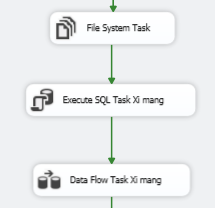 File System Task
Execute SQL Task Xi mang
Data Flow Task Xi mang